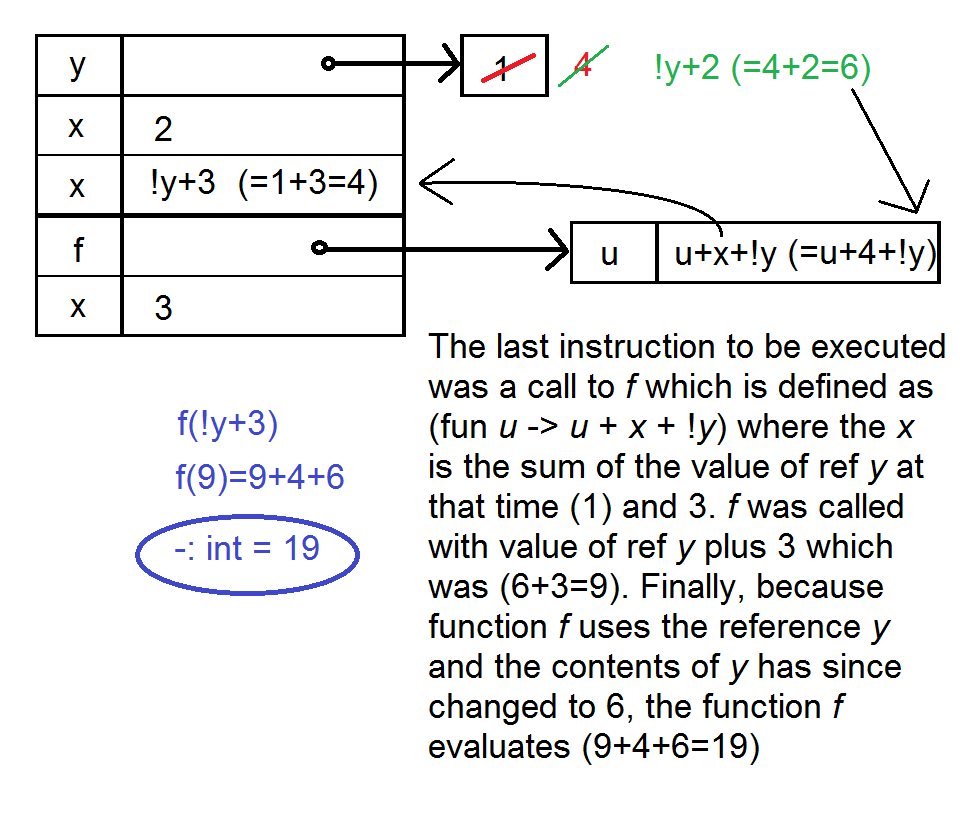 y 1 4 !y+2 (=4+2=6)
x 2
x !y+3 (=1+3=4)
f u u+x+!y (=u+4+!y)
x 3
The last instruction to be executed
was a call to f which is defined as
(fun u -> u + x + !y) where the x
is the sum of the value of ref y at
that time (1) and 3. f was called
with value of ref y plus 3 which
was (6+3=9). Finally, because
function f uses the reference y
and the contents of y has since
changed to 6, the function f
evaluates (9+4+6=19)
f(!y+3)
f(9)=9+4+6
-: int = 19